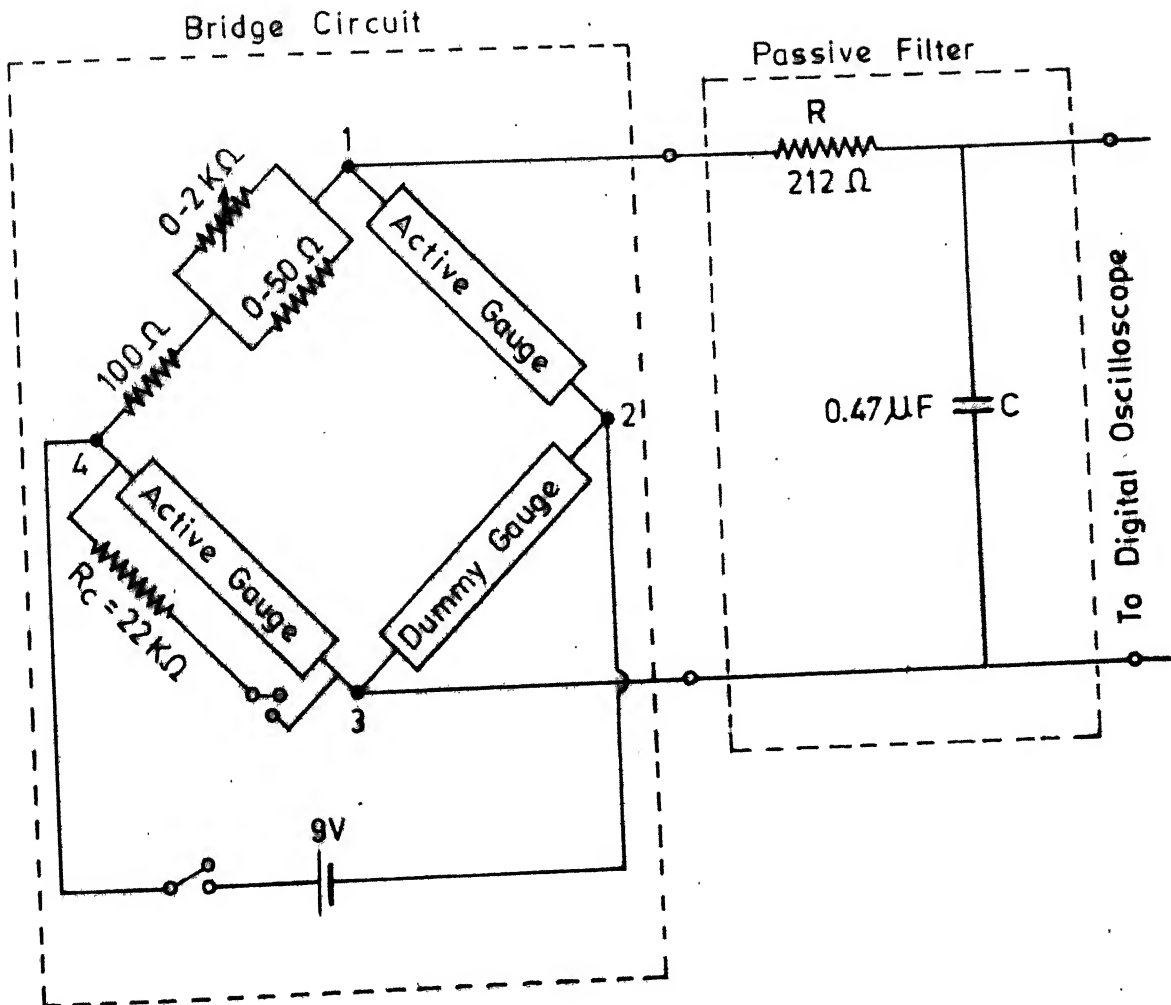 Bridge Circuit
Passive Filter
1
R
212 Ω
0-2 KΩ
0-50 Ω
100 Ω
Active Gauge
2
0.47 μF
C
To Digital Oscilloscope
4
Active Gauge
Dummy Gauge
Rc = 22 KΩ
3
9V